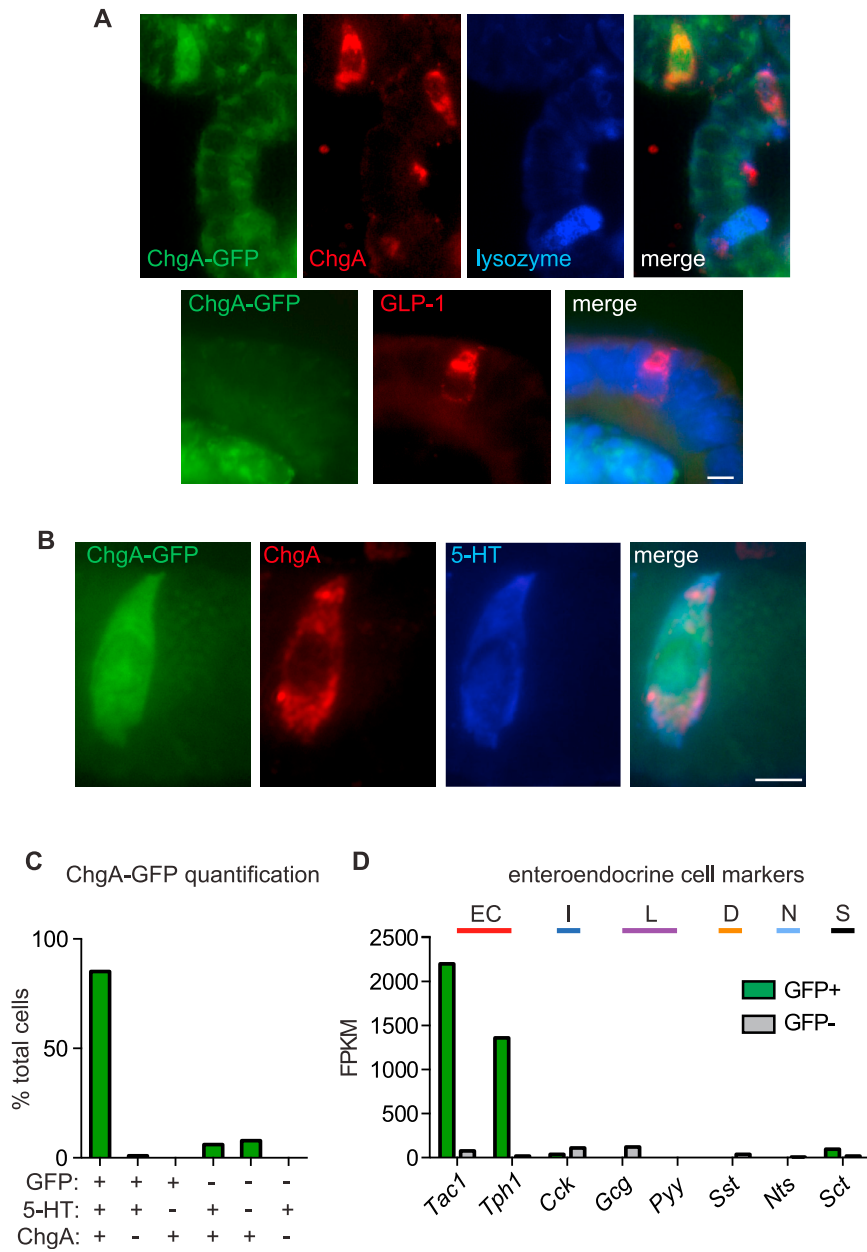 A
ChgA-GFP
ChgA
lysozyme
merge
ChgA-GFP
GLP-1
merge
B
ChgA-GFP
ChgA
5-HT
merge
C
ChgA-GFP quantification
% total cells
100
50
0
GFP: + + + - - -
5-HT: + + - + - +
ChgA: + - + + + -
D
enteroendocrine cell markers
EC I L D N S
FPKM
2500
2000
1500
1000
500
0
GFP+
GFP-
Tac1 Tph1 Cck Gcg Pyy Sst Nts Sct